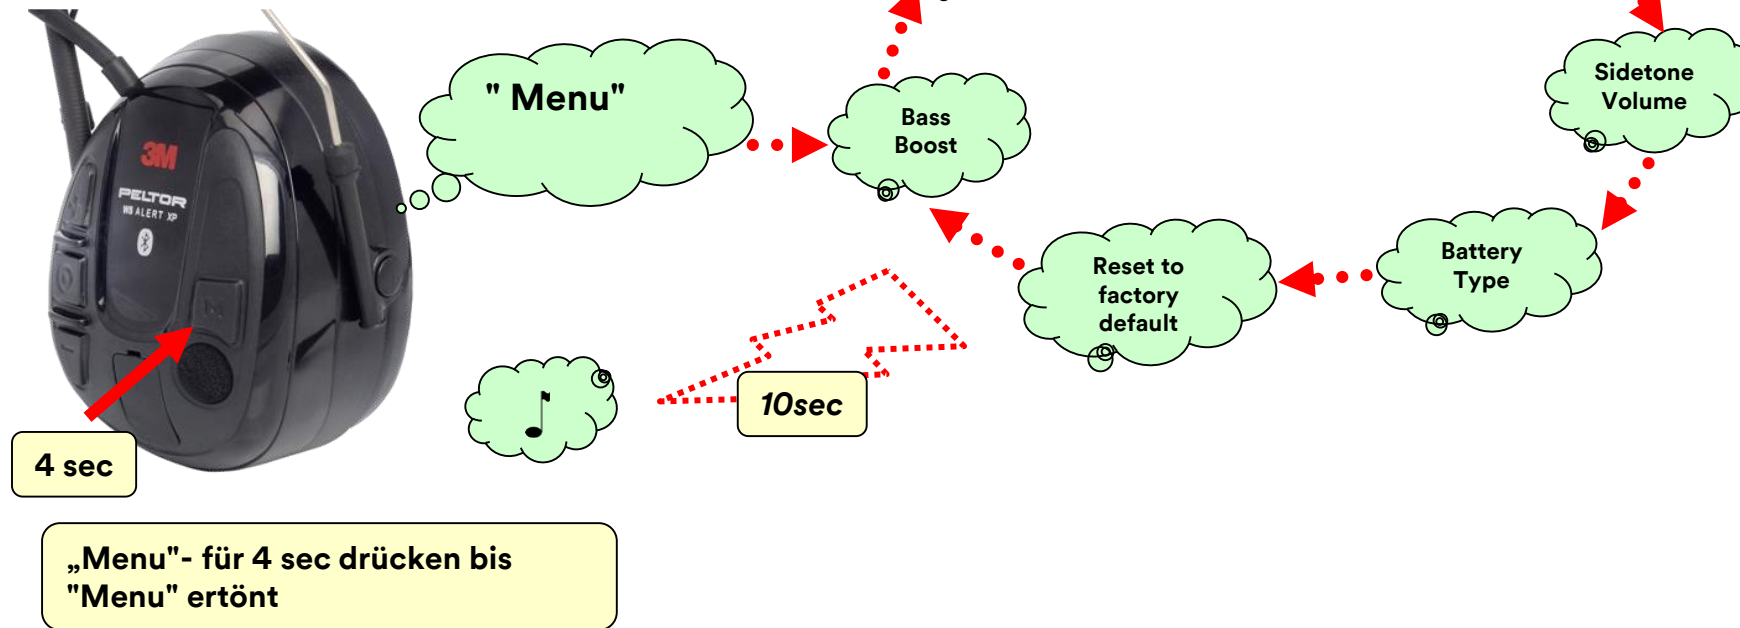 " Menu"
Bass
Boost
Sidetone
Volume
Battery
Type
Reset to
factory
default
3M
PELTOR
WS ALERT XP
10sec
4 sec
„Menu"- für 4 sec drücken bis
"Menu" ertönt